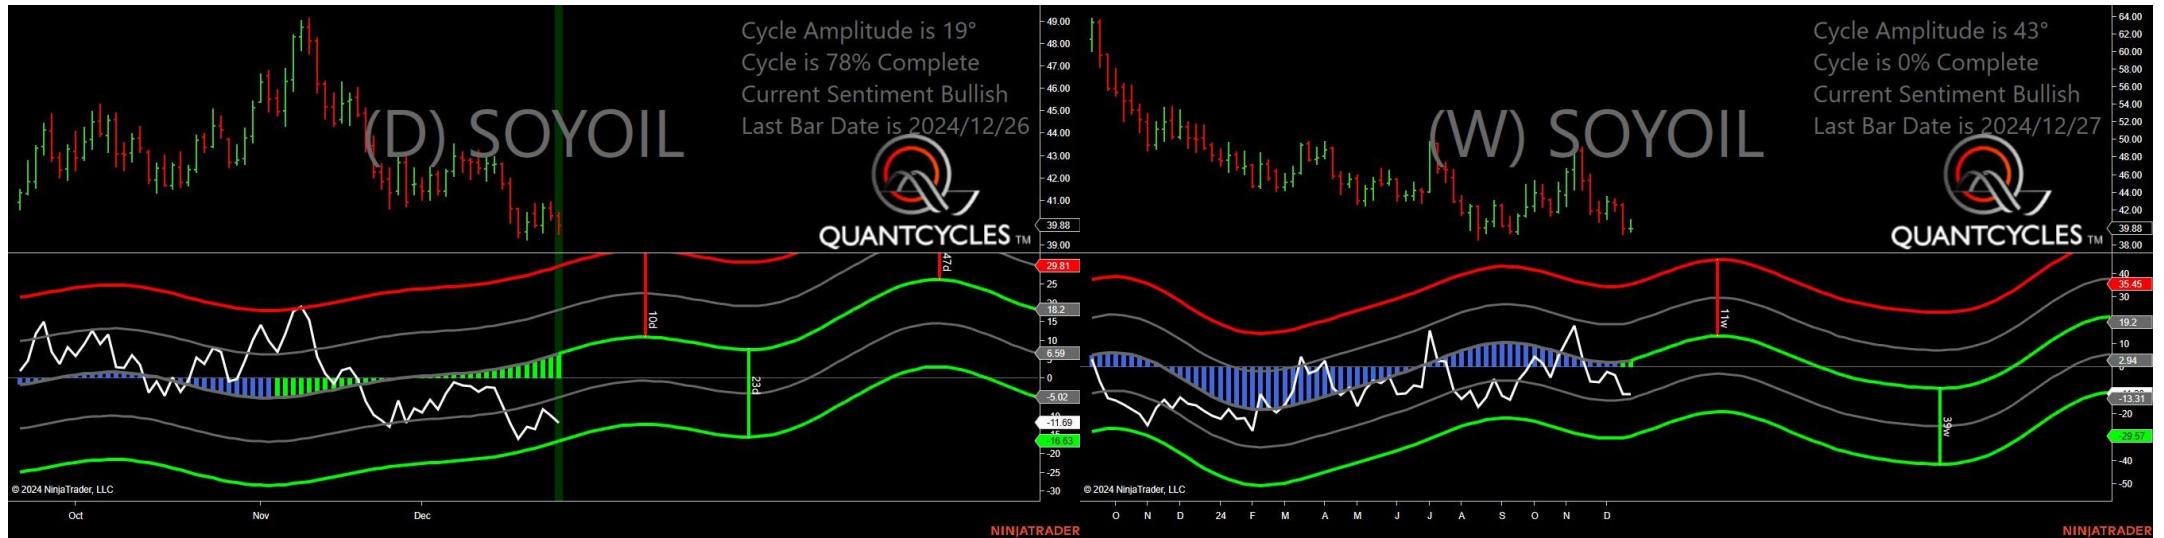 Cycle Amplitude is 19°
Cycle is 78% Complete
Current Sentiment Bullish
Last Bar Date is 2024/12/26
(D) SOYOIL
QUANTCYCLES TM
49.00
48.00
47.00
46.00
45.00
44.00
43.00
42.00
41.00
39.88
39.00
29.81
25
20
18.2
15
10
6.59
0
-5.02
-11.69
-16.63
-20
-25
-30
10d
23d
47d
© 2024 NinjaTrader, LLC
Oct Nov Dec
NINJATRADER
Cycle Amplitude is 43°
Cycle is 0% Complete
Current Sentiment Bullish
Last Bar Date is 2024/12/27
(W) SOYOIL
QUANTCYCLES TM
64.00
62.00
60.00
58.00
56.00
54.00
52.00
50.00
48.00
46.00
44.00
42.00
39.88
38.00
40
35.45
30
19.2
10
2.94
0
-13.31
-20
-29.57
-40
-50
11w
39w
© 2024 NinjaTrader, LLC
O N D 24 F M A M J J A S O N D
NINJATRADER